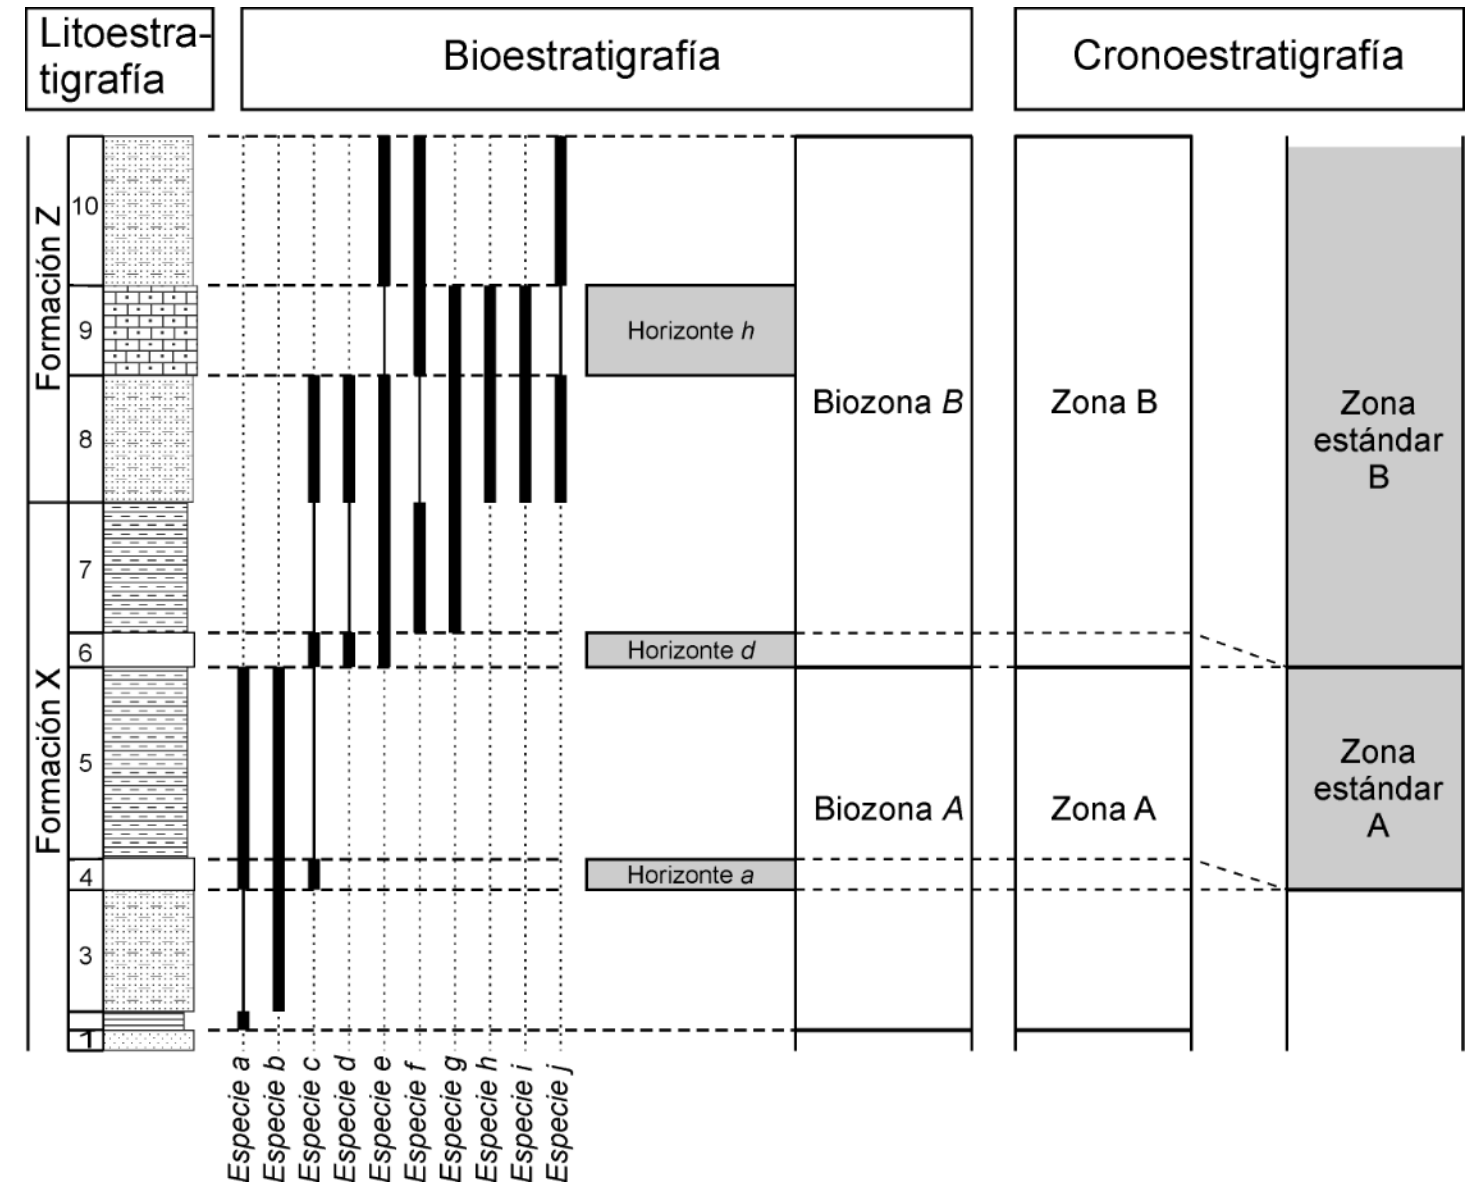 Litoestra-
tigrafía
Bioestratigrafía
Cronoestratigrafía
Formación Z
Formación X
10
9
8
7
6
5
4
3
1
Horizonte h
Horizonte d
Horizonte a
Biozona B
Biozona A
Zona B
Zona A
Zona
estándar
B
Zona
estándar
A
Especie a
Especie b
Especie c
Especie d
Especie e
Especie f
Especie g
Especie h
Especie i
Especie j